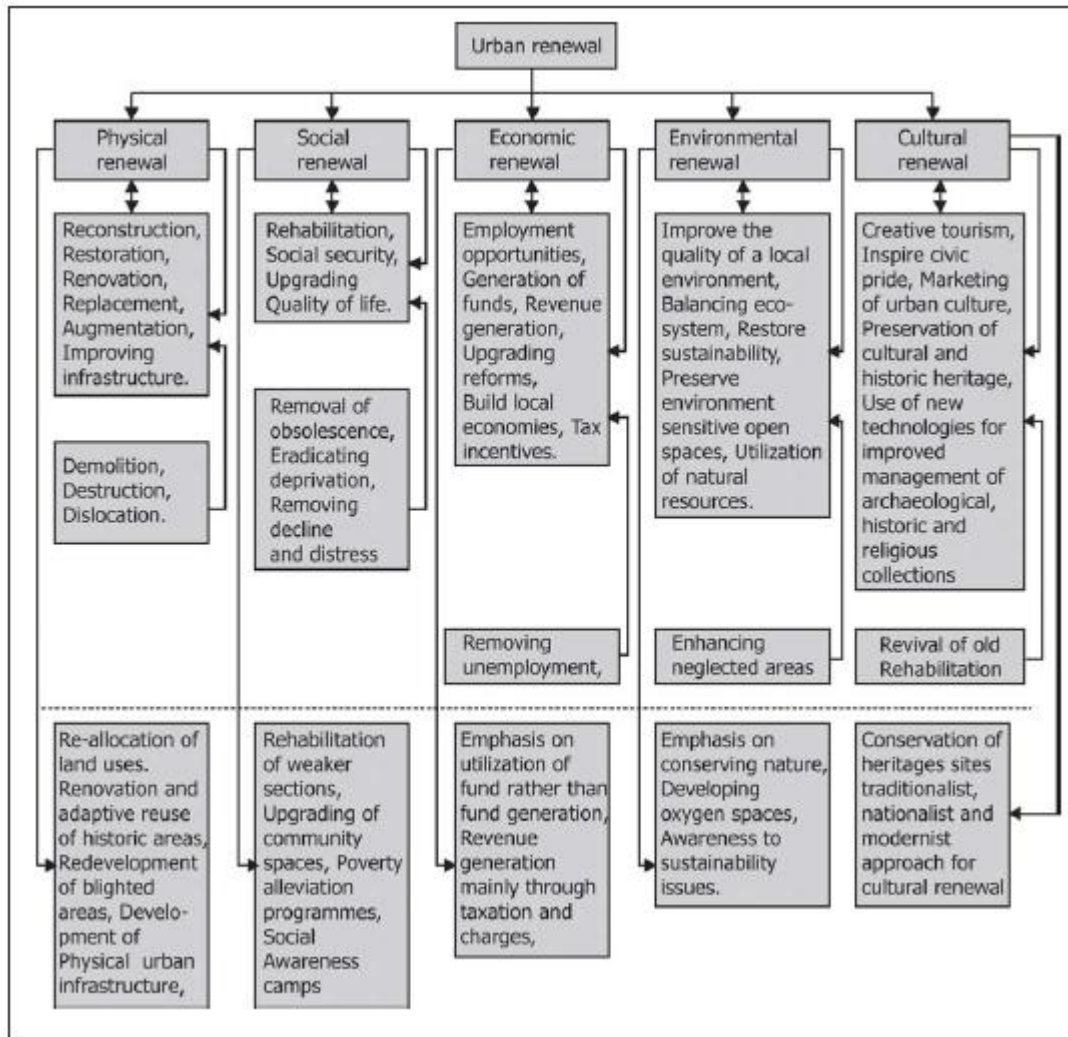 Urban renewal
Physical
renewal
Social
renewal
Economic
renewal
Environmental
renewal
Cultural
renewal
Reconstruction,
Restoration,
Renovation,
Replacement,
Augmentation,
Improving
infrastructure.
Rehabilitation,
Social security,
Upgrading
Quality of life.
Employment
opportunities,
Generation of
funds, Revenue
generation,
Upgrading
reforms,
Build local
economies, Tax
incentives.
Improve the
quality of a local
environment,
Balancing eco-
system, Restore
sustainability,
Preserve
environment
sensitive open
spaces, Utilization
of natural
resources.
Creative tourism,
Inspire civic
pride, Marketing
of urban culture,
Preservation of
cultural and
historic heritage,
Use of new
technologies for
improved
management of
archaeological,
historic and
religious
collections
Demolition,
Destruction,
Dislocation.
Removal of
obsolescence,
Eradicating
deprivation,
Removing
decline
and distress
Removing
unemployment,
Enhancing
neglected areas
Revival of old
Rehabilitation
Re-allocation of
land uses.
Renovation and
adaptive reuse
of historic areas,
Redevelopment
of blighted
areas, Develo-
pment of
Physical urban
infrastructure,
Rehabilitation
of weaker
sections,
Upgrading of
community
spaces, Poverty
alleviation
programmes,
Social
Awareness
camps
Emphasis on
utilization of
fund rather than
fund generation,
Revenue
generation
mainly through
taxation and
charges,
Emphasis on
conserving nature,
Developing
oxygen spaces,
Awareness to
sustainability
issues.
Conservation of
heritages sites
traditionalist,
nationalist and
modernist
approach for
cultural renewal